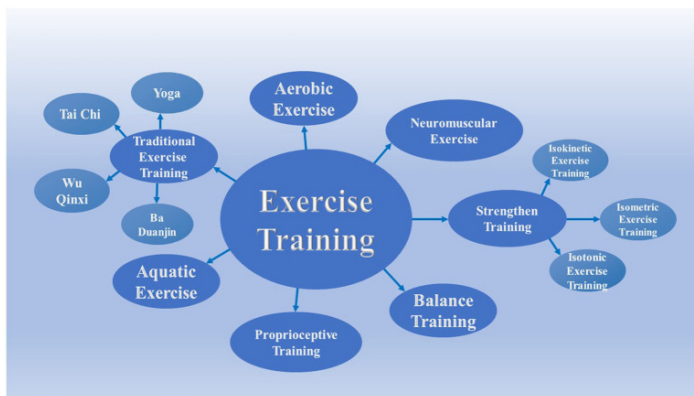 Yoga
Tai Chi
Traditional
Exercise
Training
Wu
Qinxi
Ba
Duanjin
Aerobic
Exercise
Neuromuscular
Exercise
Exercise
Training
Isokinetic
Exercise
Training
Strengthen
Training
Isometric
Exercise
Training
Isotonic
Exercise
Training
Aquatic
Exercise
Balance
Training
Proprioceptive
Training